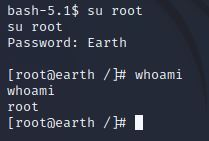 bash-5.1$ su root
su root
Password: Earth
[root@earth /]# whoami
whoami
root
[root@earth /]#